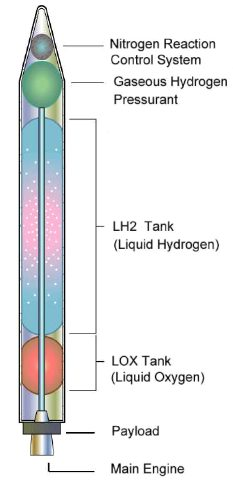 Nitrogen Reaction
Control System
Gaseous Hydrogen
Pressurant
LH2 Tank
(Liquid Hydrogen)
LOX Tank
(Liquid Oxygen)
Payload
Main Engine